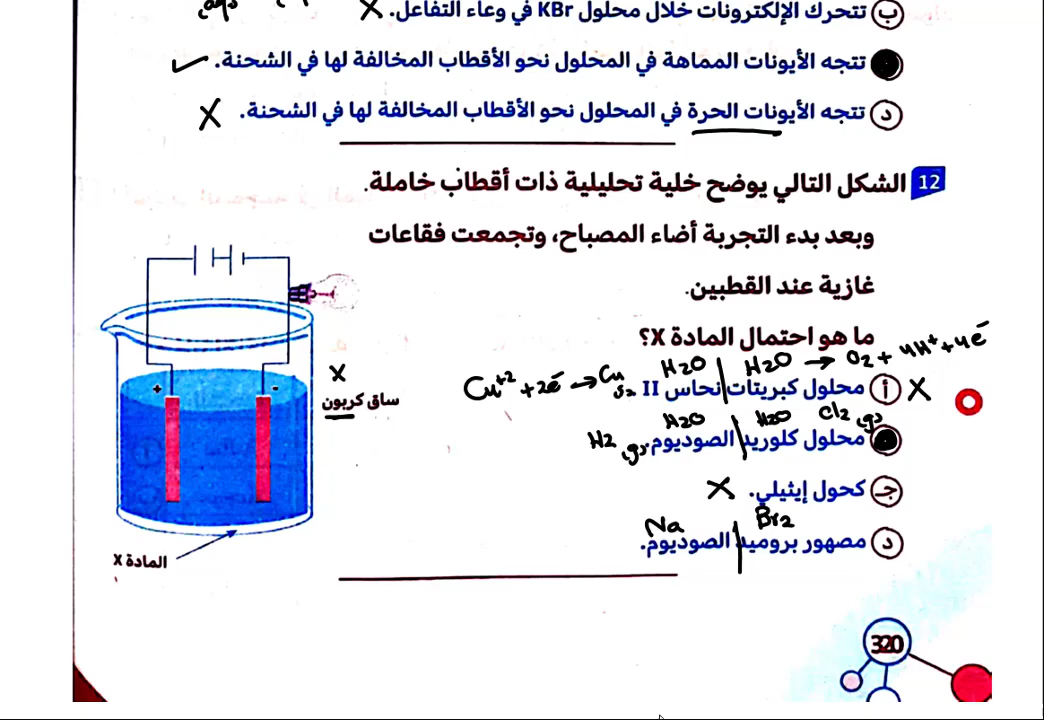 ب تتحرك الإلكترونات خلال محلول KBr في وعاء التفاعل. X
تتجه الأيونات المماهة في المحلول نحو الأقطاب المخالفة لها في الشحنة. ✓
د تتجه الأيونات الحرة في المحلول نحو الأقطاب المخالفة لها في الشحنة. X
12 الشكل التالي يوضح خلية تحليلية ذات أقطاب خاملة.
وبعد بدء التجربة أضاء المصباح، وتجمعت فقاعات
غازية عند القطبين.
ما هو احتمال المادة X؟
H2O | H2O → O2 + 4H+ + 4e-
Cu+2 + 2e- → Cu
أ محلول كبريتات نحاس II X
H2O | H2O Cl2 (g)
محلول كلوريد الصوديوم. H2 (g)
جـ كحول إيثيلي. X
Na | Br2
د مصهور بروميد الصوديوم.
+ -
X
ساق كربون
المادة X
320